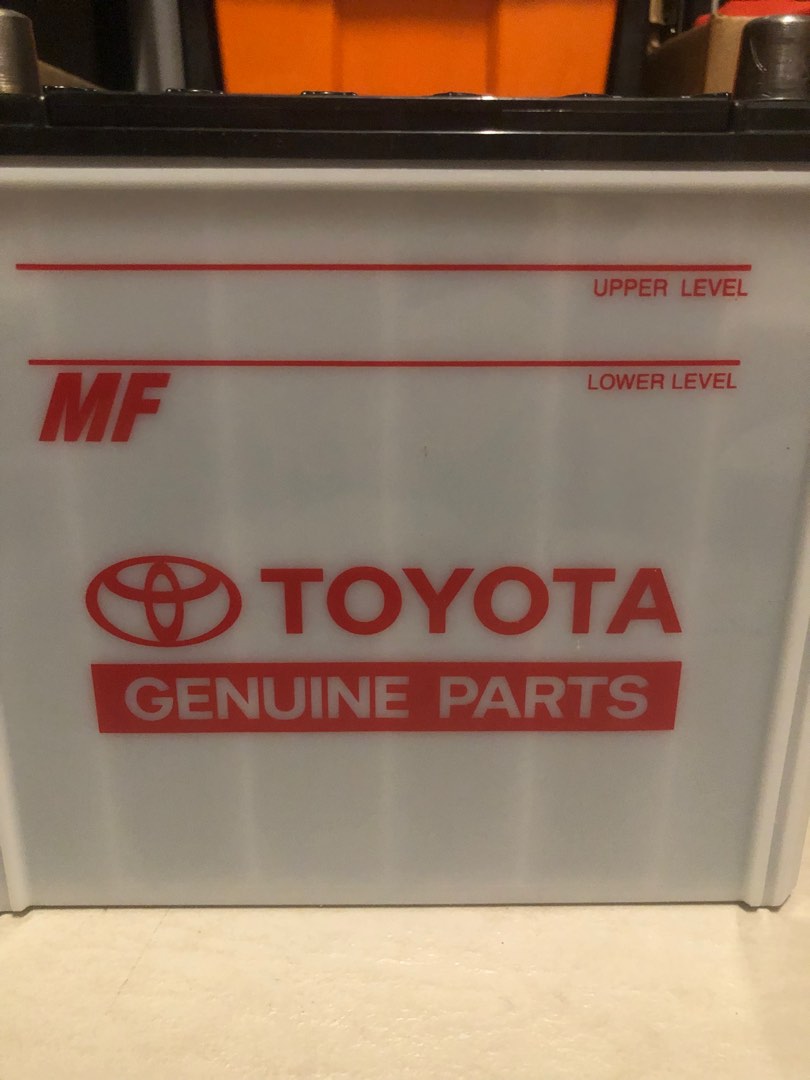 UPPER LEVEL
LOWER LEVEL
MF
TOYOTA
GENUINE PARTS